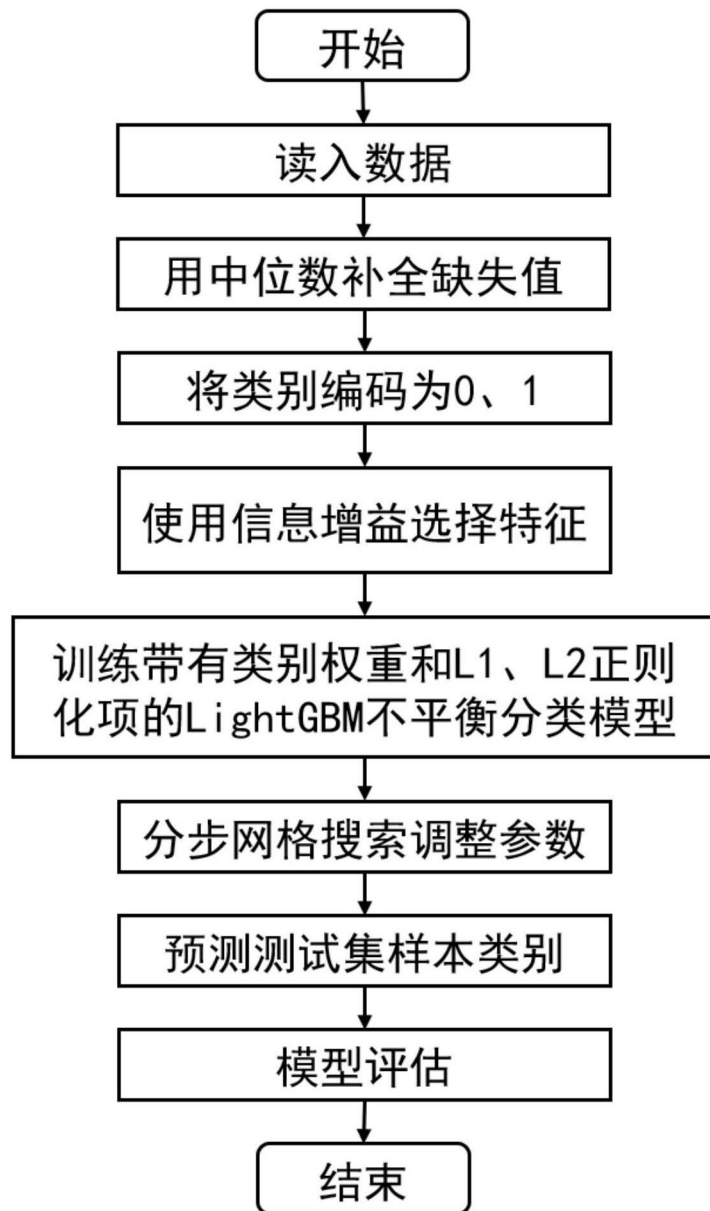 开始
读入数据
用中位数补全缺失值
将类别编码为0、1
使用信息增益选择特征
训练带有类别权重和L1、L2正则
化项的LightGBM不平衡分类模型
分步网格搜索调整参数
预测测试集样本类别
模型评估
结束